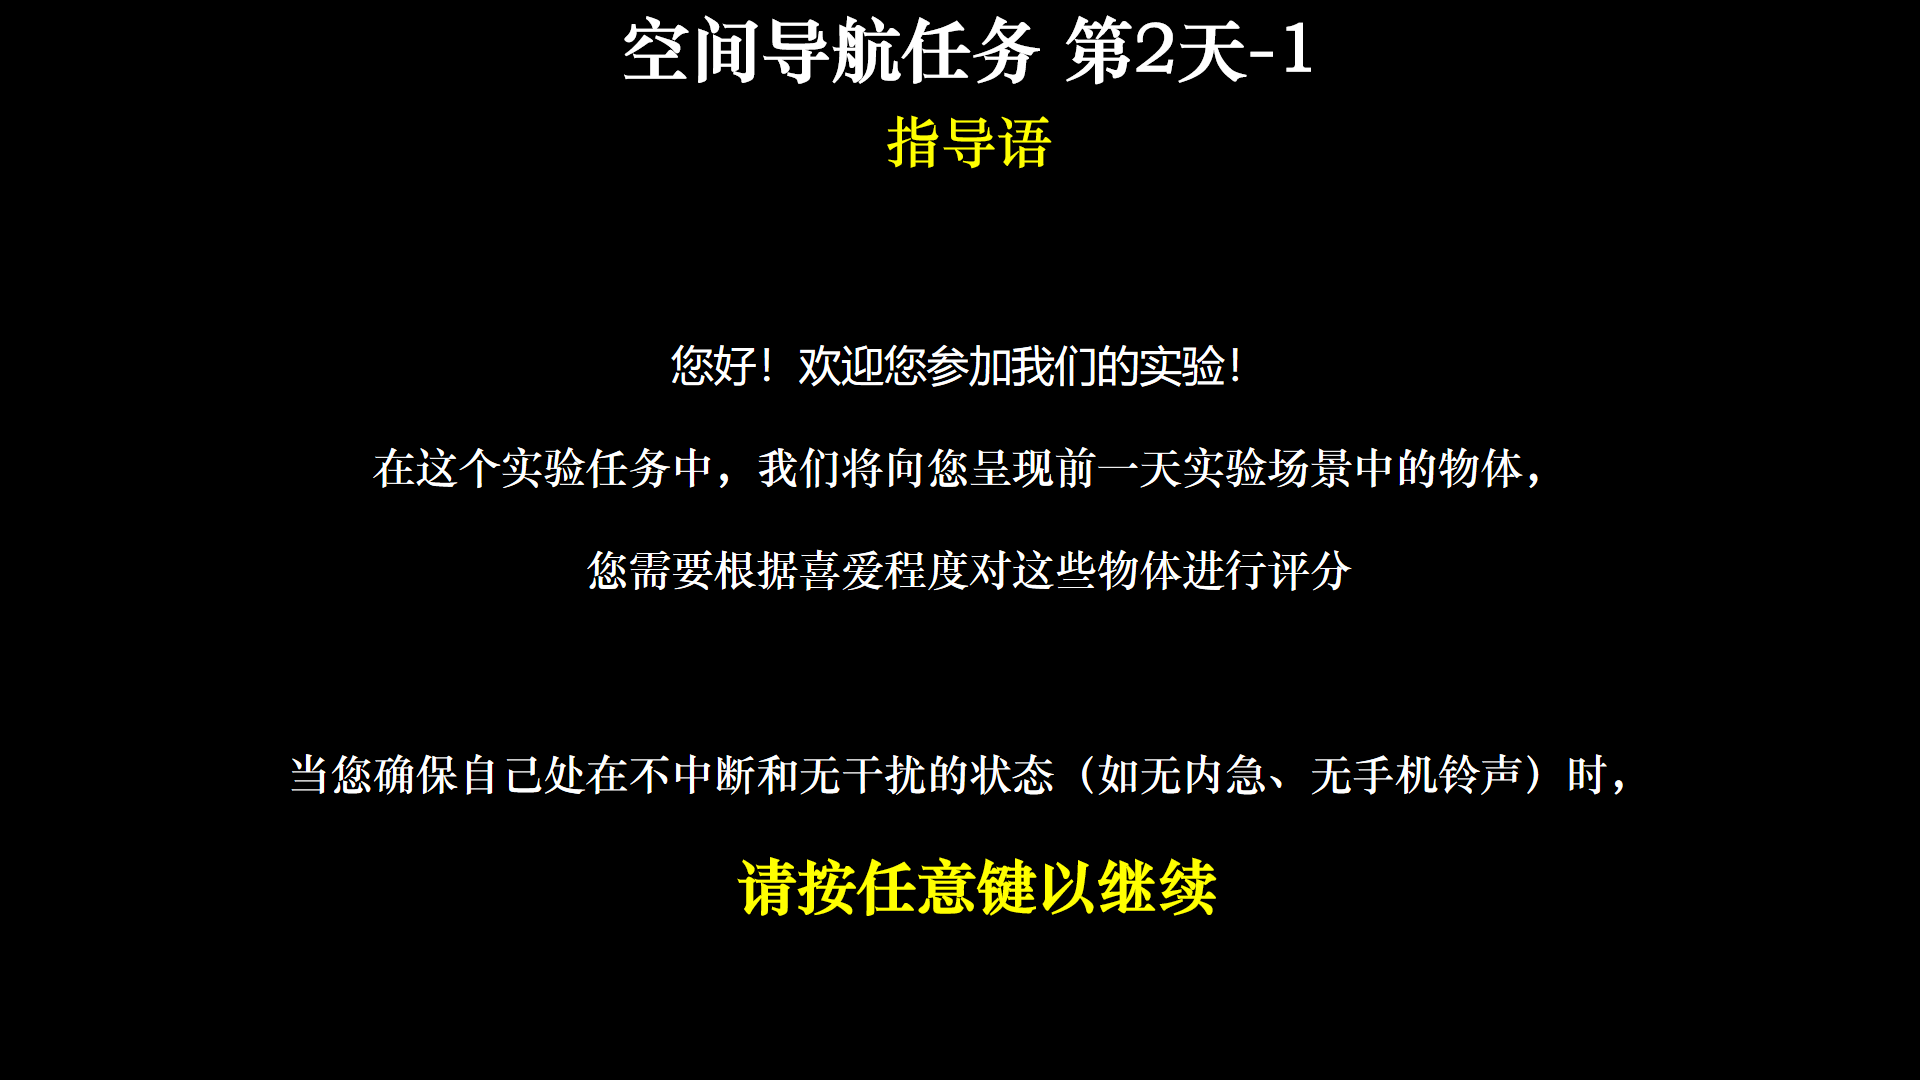 空间导航任务 第2天-1
指导语
您好！欢迎您参加我们的实验！
在这个实验任务中，我们将向您呈现前一天实验场景中的物体，
您需要根据喜爱程度对这些物体进行评分
当您确保自己处在不中断和无干扰的状态（如无内急、无手机铃声）时，
请按任意键以继续